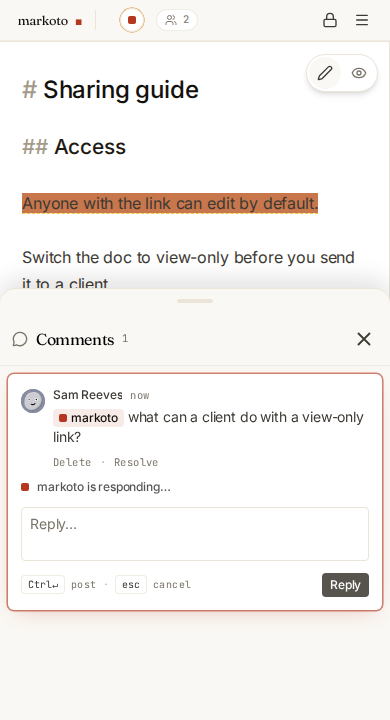 markoto
2
# Sharing guide
## Access
Anyone with the link can edit by default.
Switch the doc to view-only before you send
it to a client
Comments 1
Sam Reeves now
markoto what can a client do with a view-only
link?
Delete · Resolve
markoto is responding...
Reply...
Ctrl↵ post · esc cancel
Reply